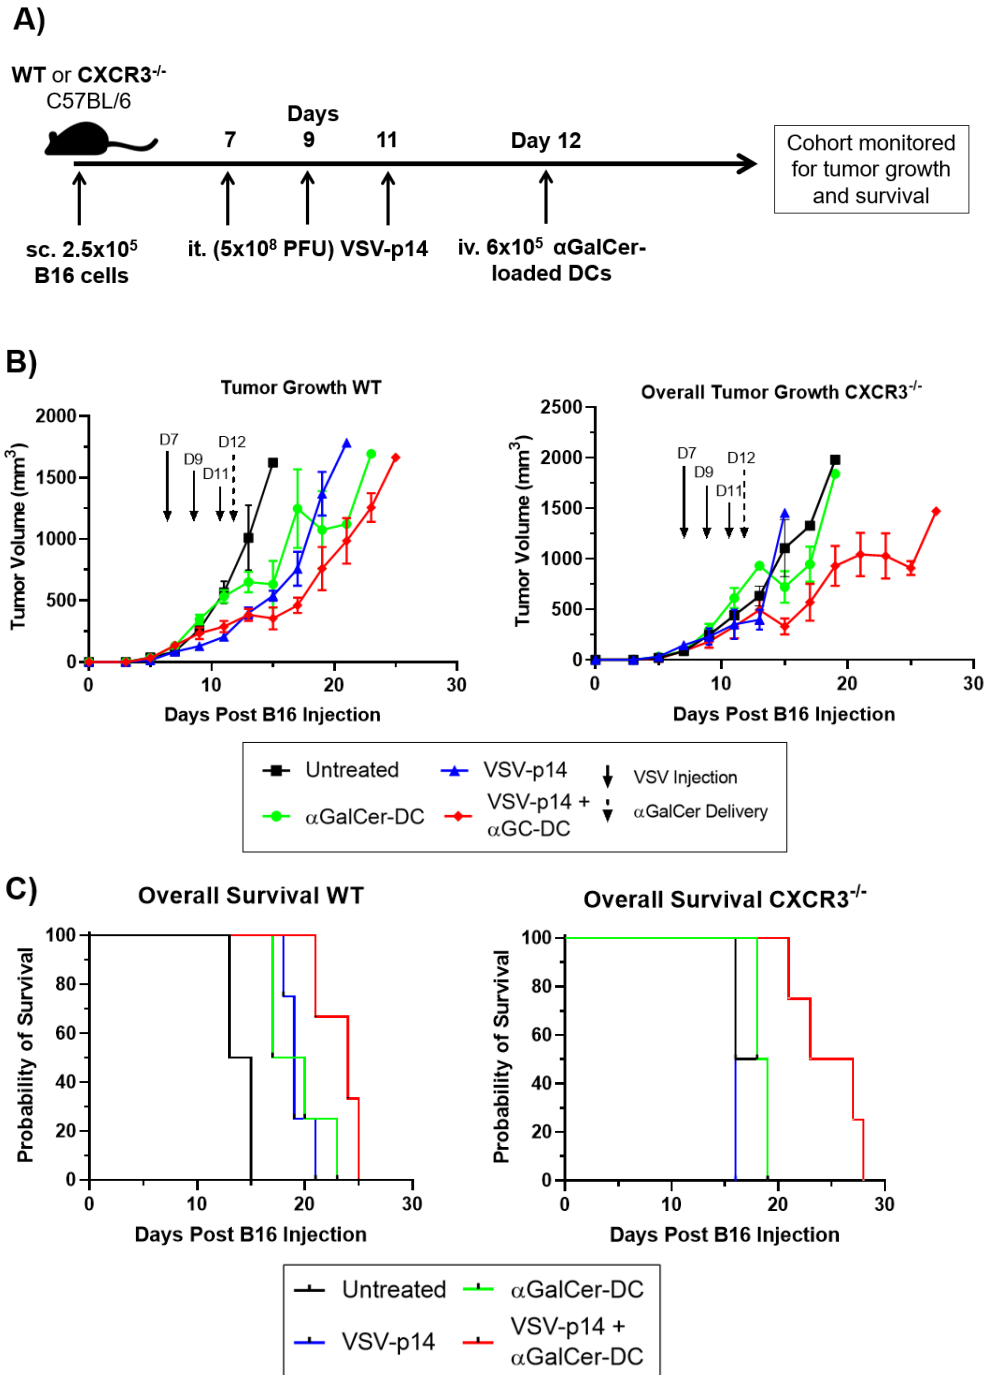 A)
WT or CXCR3-/-
C57BL/6
Days
7 9 11 Day 12
Cohort monitored
for tumor growth
and survival
sc. 2.5x10⁵
B16 cells
it. (5x10⁸ PFU) VSV-p14
iv. 6x10⁵ αGalCer-
loaded DCs
B)
Tumor Growth WT
Tumor Volume (mm³)
2000
1500
1000
500
0
D7
D9
D11
D12
0 10 20 30
Days Post B16 Injection
Overall Tumor Growth CXCR3-/-
Tumor Volume (mm³)
2500
2000
1500
1000
500
0
D7
D9
D11
D12
0 10 20 30
Days Post B16 Injection
Untreated
VSV-p14
VSV Injection
αGalCer-DC
VSV-p14 +
αGC-DC
αGalCer Delivery
C)
Overall Survival WT
Probability of Survival
100
80
60
40
20
0
0 10 20 30
Days Post B16 Injection
Overall Survival CXCR3-/-
Probability of Survival
100
80
60
40
20
0
0 10 20 30
Days Post B16 Injection
Untreated
αGalCer-DC
VSV-p14
VSV-p14 +
αGalCer-DC